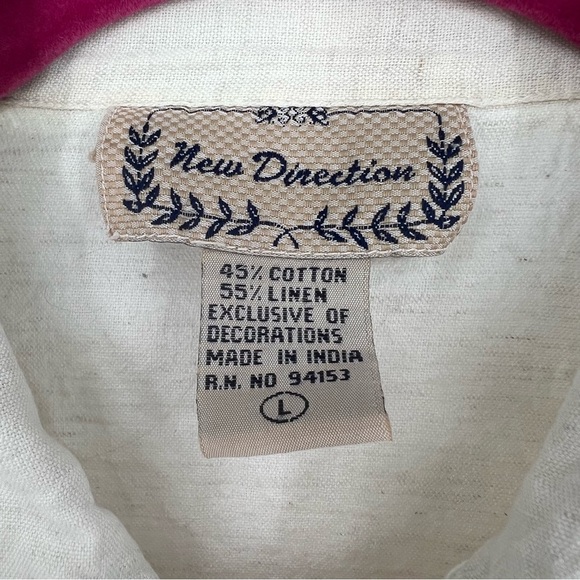 New Direction
45% COTTON
55% LINEN
EXCLUSIVE OF
DECORATIONS
MADE IN INDIA
R.N. NO 94153
L